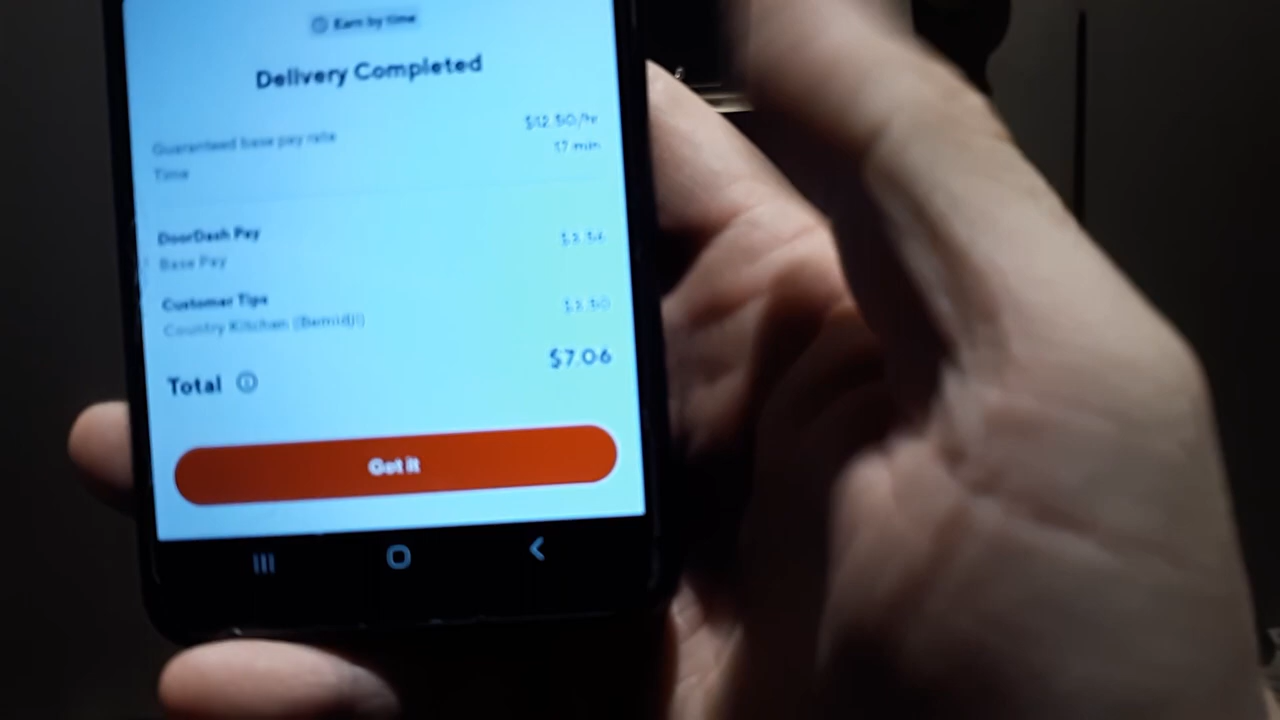 Earn by time
Delivery Completed
Guaranteed base pay rate $12.50/hr
Time 17 min
DoorDash Pay
Base Pay
Customer Tips
Country Kitchen (Bemidji)
Total $7.06
Got it